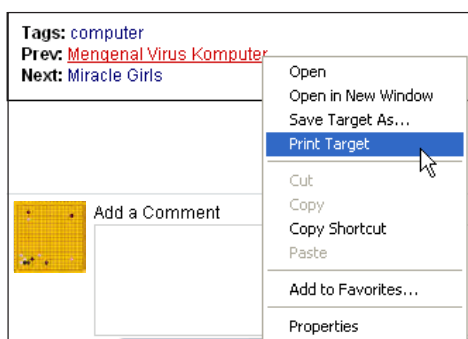 Tags: computer
Prev: Mengenal Virus Komputer
Next: Miracle Girls
Open
Open in New Window
Save Target As...
Print Target
Cut
Copy
Copy Shortcut
Paste
Add to Favorites...
Properties
Add a Comment